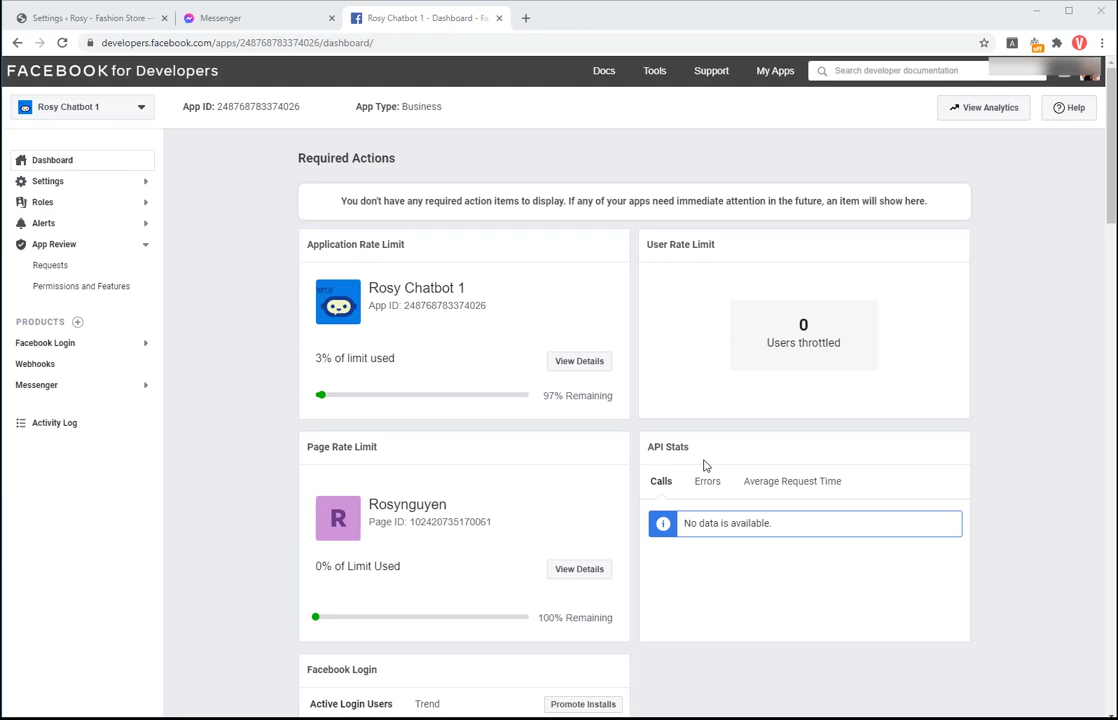 Settings ‹ Rosy - Fashion Store —
Messenger
Rosy Chatbot 1 - Dashboard - Fa
developers.facebook.com/apps/248768783374026/dashboard/
off
A
V
FACEBOOK for Developers
Docs
Tools
Support
My Apps
Search developer documentation
Rosy Chatbot 1
App ID: 248768783374026
App Type: Business
View Analytics
Help
Dashboard
Settings
Roles
Alerts
App Review
Requests
Permissions and Features
PRODUCTS
Facebook Login
Webhooks
Messenger
Activity Log
Required Actions
You don't have any required action items to display. If any of your apps need immediate attention in the future, an item will show here.
Application Rate Limit
Rosy Chatbot 1
App ID: 248768783374026
3% of limit used
View Details
97% Remaining
User Rate Limit
0
Users throttled
Page Rate Limit
R
Rosynguyen
Page ID: 102420735170061
0% of Limit Used
View Details
100% Remaining
API Stats
Calls
Errors
Average Request Time
No data is available.
Facebook Login
Active Login Users
Trend
Promote Installs